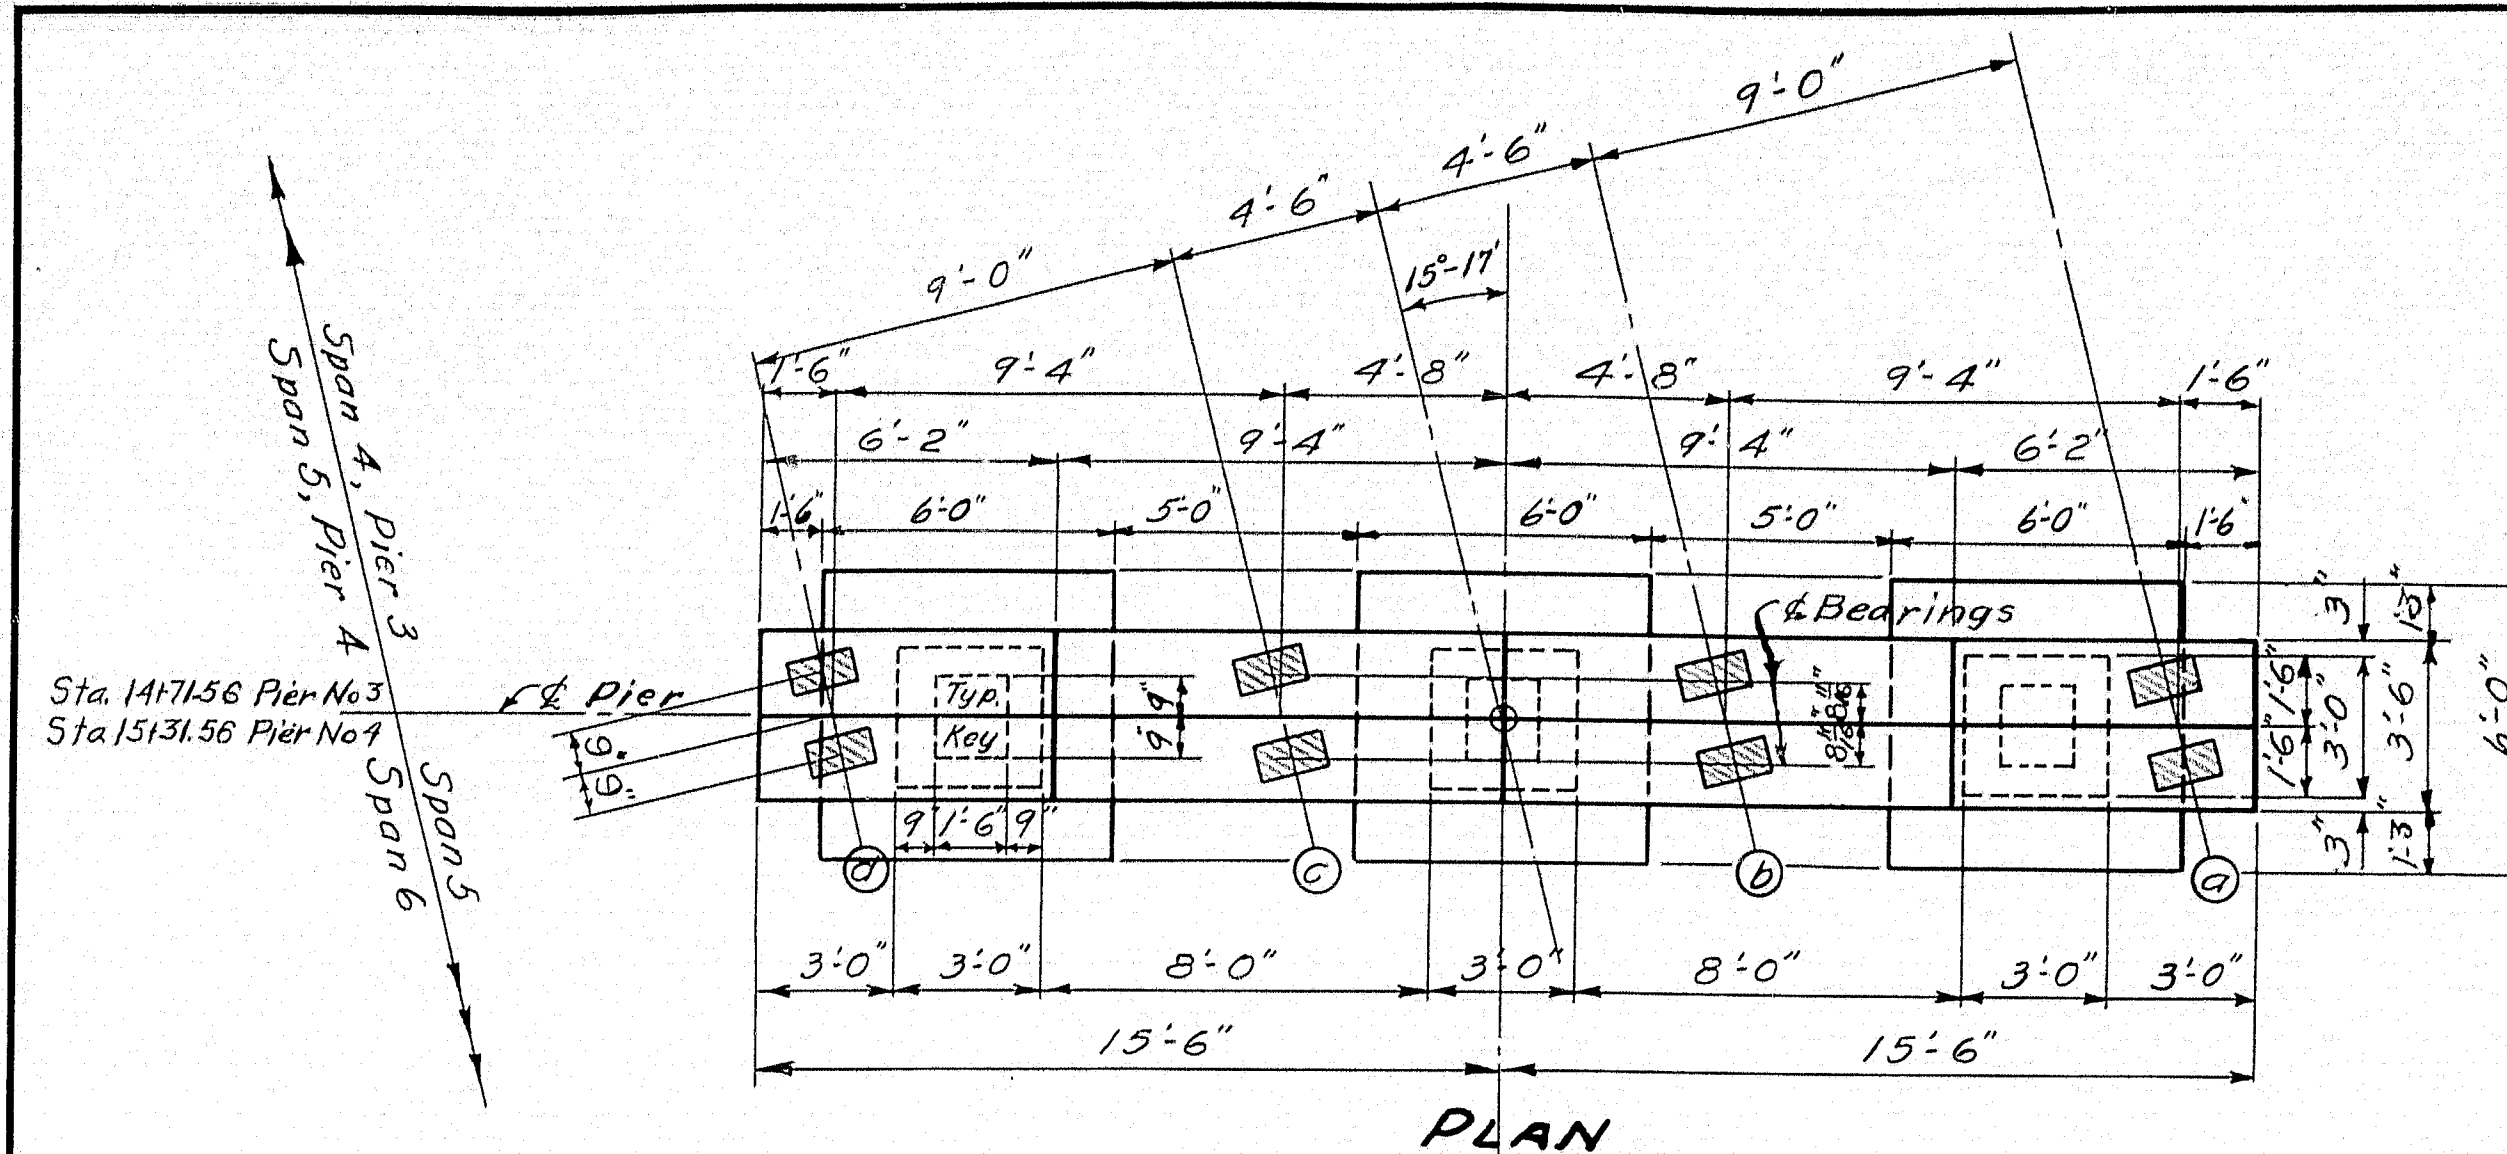 9'-0"
4'-6"
4'-6"
9'-0"
15°-17'
1'-6" 9'-4" 4'-8" 4'-8" 9'-4" 1'-6"
6'-2" 9'-4" 9'-4" 6'-2"
1'-6" 6'-0" 5'-0" 6'-0" 5'-0" 6'-0" 1'-6"
Span 4, Pier 3
Span 5, Pier 4
Span 5
Span 6
℄ Bearings
Sta. 14+71.56 Pier No 3
Sta 15+31.56 Pier No 4
℄ Pier
9"
9"
Typ.
Key
9"
9"
9" 1'-6" 9"
3"
1'-3"
1'-6"
1'-6"
3'-0"
3'-6"
6'-0"
3"
1'-3"
d
c
b
a
3'-0" 3'-0" 8'-0" 3'-0" 8'-0" 3'-0" 3'-0"
15'-6" 15'-6"
PLAN